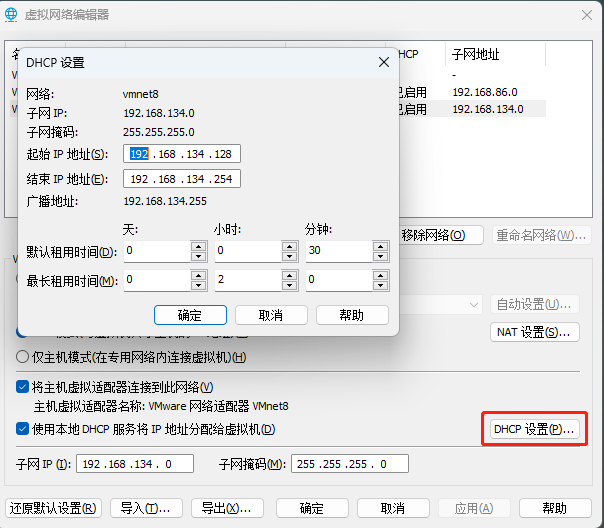 虚拟网络编辑器
DHCP 子网地址
-
已启用 192.168.86.0
已启用 192.168.134.0
DHCP 设置
网络: vmnet8
子网 IP: 192.168.134.0
子网掩码: 255.255.255.0
起始 IP 地址(S): 192 .168 .134 .128
结束 IP 地址(E): 192 .168 .134 .254
广播地址: 192.168.134.255
天: 小时: 分钟:
默认租用时间(D): 0 0 30
最长租用时间(M): 0 2 0
确定 取消 帮助
移除网络(O) 重命名网络(W)...
自动设置(U)...
NAT 设置(S)...
仅主机模式(在专用网络内连接虚拟机)(H)
将主机虚拟适配器连接到此网络(V)
主机虚拟适配器名称: VMware 网络适配器 VMnet8
使用本地 DHCP 服务将 IP 地址分配给虚拟机(D)
DHCP 设置(P)...
子网 IP (I): 192 .168 .134 . 0 子网掩码(M): 255 .255 .255 . 0
还原默认设置(R) 导入(T)... 导出(X)... 确定 取消 应用(A) 帮助